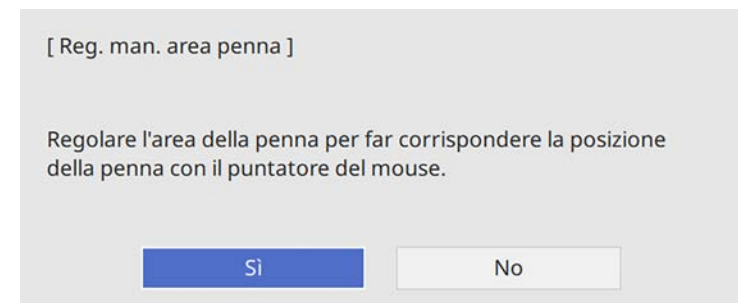 [ Reg. man. area penna ]
Regolare l'area della penna per far corrispondere la posizione
della penna con il puntatore del mouse.
Sì
No